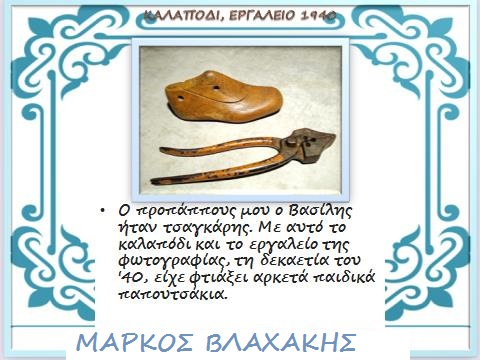 ΚΑΛΑΠΟΔΙ, ΕΡΓΑΛΕΙΟ 1940
• Ο προπάππους μου ο Βασίλης
ήταν τσαγκάρης. Με αυτό το
καλαπόδι και το εργαλείο της
φωτογραφίας, τη δεκαετία του
'40, είχε φτιάξει αρκετά παιδικά
παπουτσάκια.
ΜΑΡΚΟΣ ΒΛΑΧΑΚΗΣ